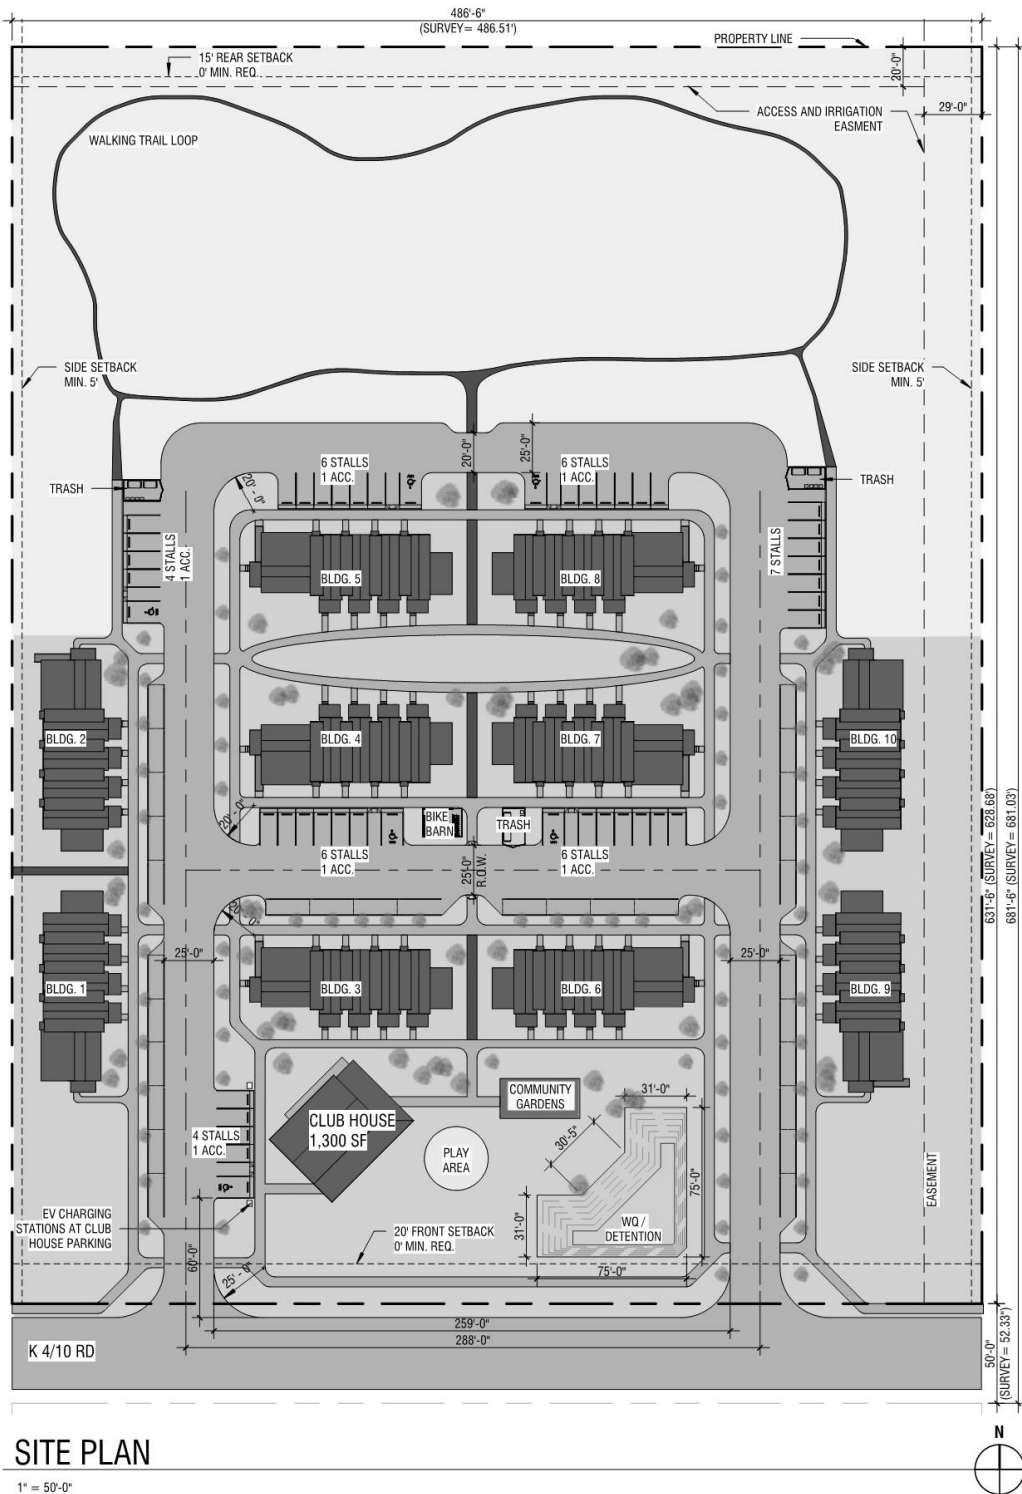 486'-6"
(SURVEY= 486.51')
PROPERTY LINE
15' REAR SETBACK
0' MIN. REQ.
20'-0"
ACCESS AND IRRIGATION
EASMENT
29'-0"
WALKING TRAIL LOOP
SIDE SETBACK
MIN. 5'
SIDE SETBACK
MIN. 5'
20'-0"
25'-0"
6 STALLS
1 ACC.
6 STALLS
1 ACC.
TRASH
TRASH
20' - 0"
4 STALLS
1 ACC.
7 STALLS
BLDG. 5
BLDG. 8
BLDG. 2
BLDG. 4
BLDG. 7
BLDG. 10
20' - 0"
BIKE
BARN
TRASH
6 STALLS
1 ACC.
6 STALLS
1 ACC.
25'-0"
R.O.W.
631'-6" (SURVEY= 628.68')
681'-6" (SURVEY= 681.03')
20' - 0"
25'-0"
25'-0"
BLDG. 1
BLDG. 3
BLDG. 6
BLDG. 9
CLUB HOUSE
1,300 SF
COMMUNITY
GARDENS
31'-0"
30'-5"
4 STALLS
1 ACC.
PLAY
AREA
75'-0"
EASEMENT
EV CHARGING
STATIONS AT CLUB
HOUSE PARKING
20' FRONT SETBACK
0' MIN. REQ.
31'-0"
WQ /
DETENTION
60'-0"
25' - 0"
75'-0"
259'-0"
288'-0"
K 4/10 RD
50'-0"
(SURVEY= 52.33")
SITE PLAN
N
1" = 50'-0"